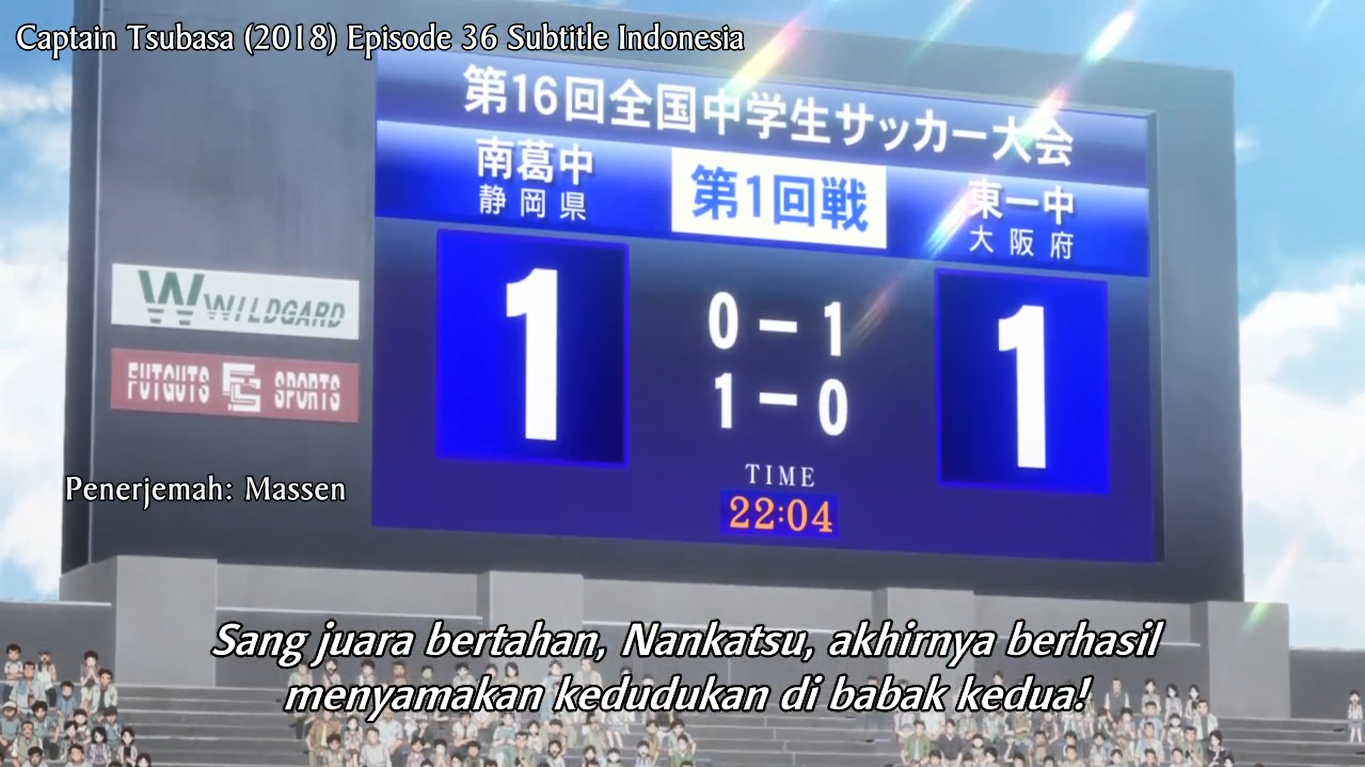 Captain Tsubasa (2018) Episode 36 Subtitle Indonesia
第16回全国中学生サッカー大会
南葛中
静岡県
第1回戦
東一中
大阪府
W WILDGARD
FUTGUTS FGS SPORTS
1
0 - 1
1 - 0
1
TIME
22:04
Penerjemah: Massen
Sang juara bertahan, Nankatsu, akhirnya berhasil
menyamakan kedudukan di babak kedua!